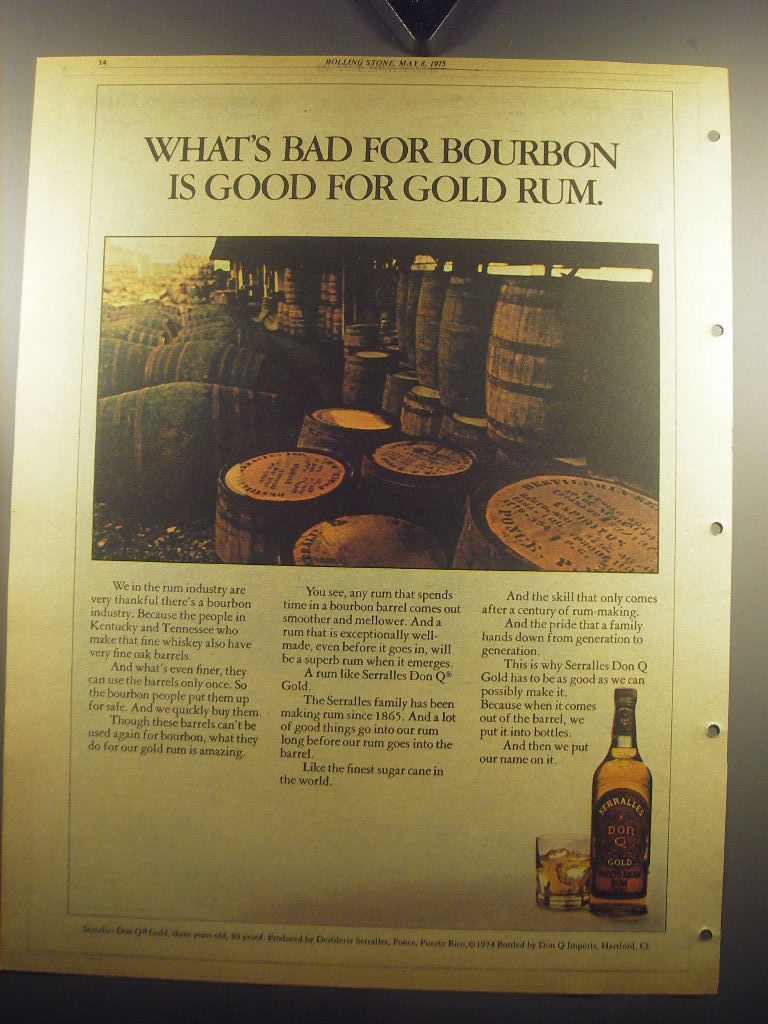 14
ROLLING STONE, MAY 8, 1975
WHAT'S BAD FOR BOURBON
IS GOOD FOR GOLD RUM.
PONCE P.R.
We in the rum industry are
very thankful there's a bourbon
industry. Because the people in
Kentucky and Tennessee who
make that fine whiskey also have
very fine oak barrels.
And what's even finer, they
can use the barrels only once. So
the bourbon people put them up
for sale. And we quickly buy them.
Though these barrels can't be
used again for bourbon, what they
do for our gold rum is amazing.
You see, any rum that spends
time in a bourbon barrel comes out
smoother and mellower. And a
rum that is exceptionally well-
made, even before it goes in, will
be a superb rum when it emerges.
A rum like Serralles Don Q®
Gold.
The Serralles family has been
making rum since 1865. And a lot
of good things go into our rum
long before our rum goes into the
barrel.
Like the finest sugar cane in
the world.
And the skill that only comes
after a century of rum-making.
And the pride that a family
hands down from generation to
generation.
This is why Serralles Don Q
Gold has to be as good as we can
possibly make it.
Because when it comes
out of the barrel, we
put it into bottles.
And then we put
our name on it.
SERRALLES
DON
Q
GOLD
PUERTO RICAN
RUM
Serralles Don Q® Gold, three years old, 80 proof. Produced by Destileria Serralles, Ponce, Puerto Rico, © 1974 Bottled by Don Q Imports, Hartford, Ct.